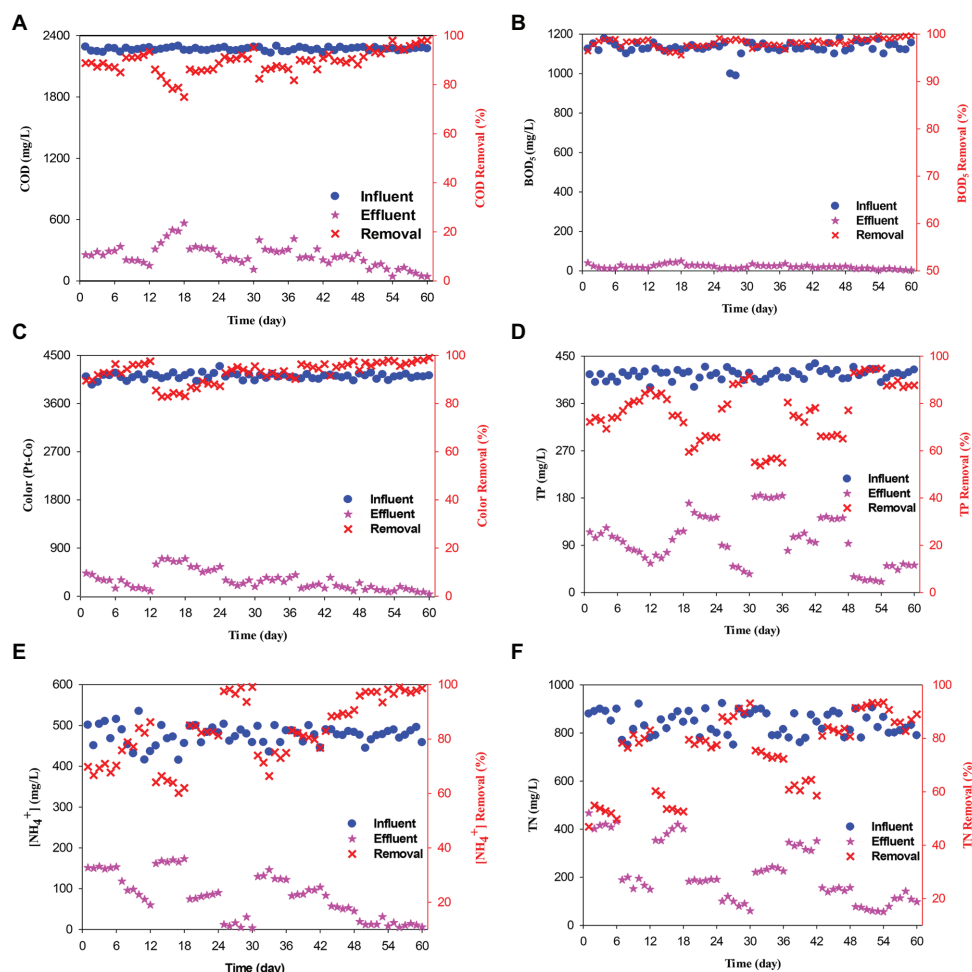 A
2400
1800
1200
600
0
COD (mg/L)
100
80
60
40
20
0
COD Removal (%)
Influent
Effluent
Removal
0 6 12 18 24 30 36 42 48 54 60
Time (day)
B
1200
1000
800
600
400
200
0
BOD5 (mg/L)
100
90
80
70
60
50
BOD5 Removal (%)
Influent
Effluent
Removal
0 6 12 18 24 30 36 42 48 54 60
Time (day)
C
4500
3600
2700
1800
900
0
Color (Pt-Co)
100
80
60
40
20
0
Color Removal (%)
Influent
Effluent
Removal
0 6 12 18 24 30 36 42 48 54 60
Time (day)
D
450
360
270
180
90
0
TP (mg/L)
100
80
60
40
20
0
TP Removal (%)
Influent
Effluent
Removal
0 6 12 18 24 30 36 42 48 54 60
Time (day)
E
600
500
400
300
200
100
0
[NH4+] (mg/L)
100
80
60
40
20
[NH4+] Removal (%)
Influent
Effluent
Removal
0 6 12 18 24 30 36 42 48 54 60
Time (day)
F
1000
800
600
400
200
0
TN (mg/L)
100
80
60
40
20
TN Removal (%)
Influent
Effluent
Removal
0 6 12 18 24 30 36 42 48 54 60
Time (day)